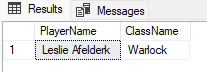 Results Messages
PlayerName ClassName
1 Leslie Afelderk Warlock